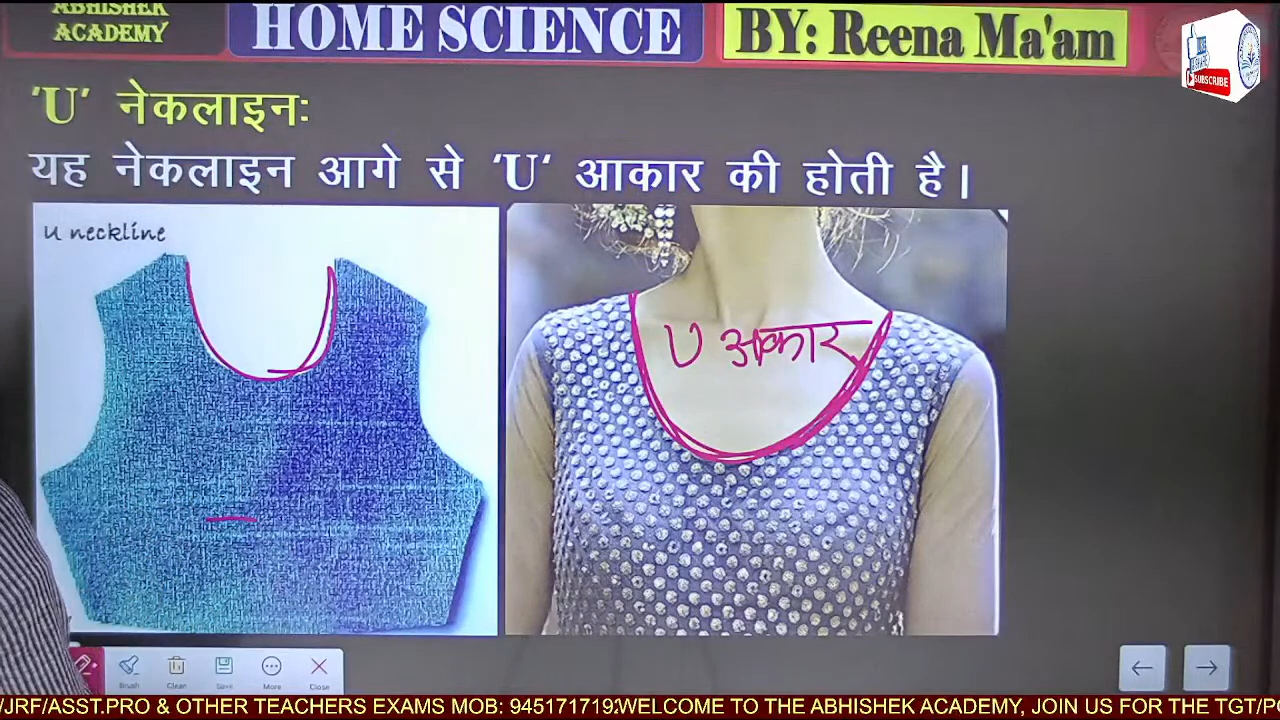 ABHISHEK
ACADEMY
HOME SCIENCE
BY: Reena Ma'am
SUBSCRIBE
'U' नेकलाइनः
यह नेकलाइन आगे से 'U' आकार की होती है।
U neckline
U आकार
Brush
Clean
Save
More
Close
/JRF/ASST.PRO & OTHER TEACHERS EXAMS MOB: 945171719 WELCOME TO THE ABHISHEK ACADEMY, JOIN US FOR THE TGT/PG